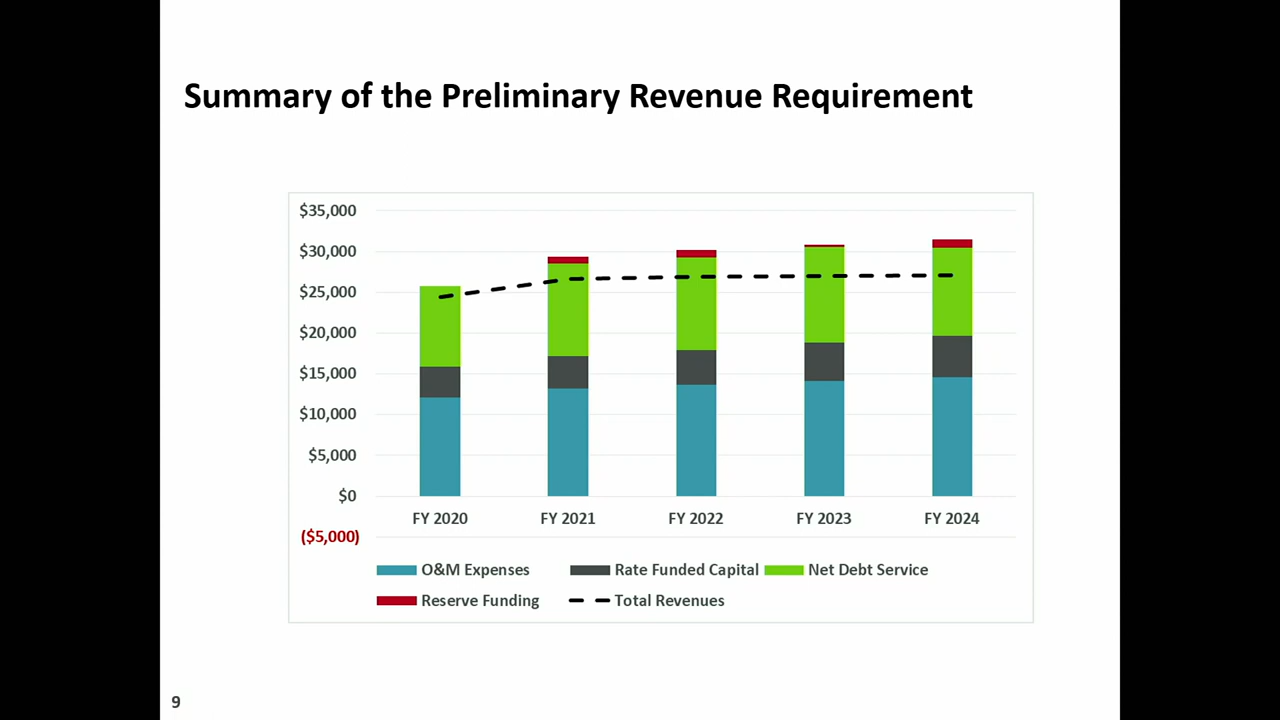 Summary of the Preliminary Revenue Requirement
$35,000
$30,000
$25,000
$20,000
$15,000
$10,000
$5,000
$0
($5,000)
FY 2020 FY 2021 FY 2022 FY 2023 FY 2024
O&M Expenses Rate Funded Capital Net Debt Service
Reserve Funding Total Revenues
9